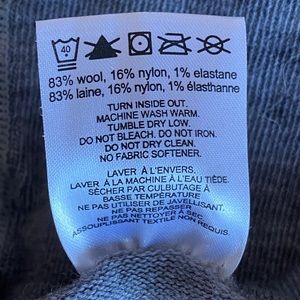 40
83% wool, 16% nylon, 1% elastane
83% laine, 16% nylon, 1% élasthanne
TURN INSIDE OUT.
MACHINE WASH WARM.
TUMBLE DRY LOW.
DO NOT BLEACH. DO NOT IRON.
DO NOT DRY CLEAN.
NO FABRIC SOFTENER.
LAVER À L'ENVERS.
LAVER À LA MACHINE À L'EAU TIÈDE.
SÉCHER PAR CULBUTAGE À
BASSE TEMPÉRATURE
NE PAS UTILISER DE JAVELLISANT.
NE PAS REPASSER
NE PAS NETTOYER À SEC
ASSOUPLISSANT TEXTILE NON REQUIS.